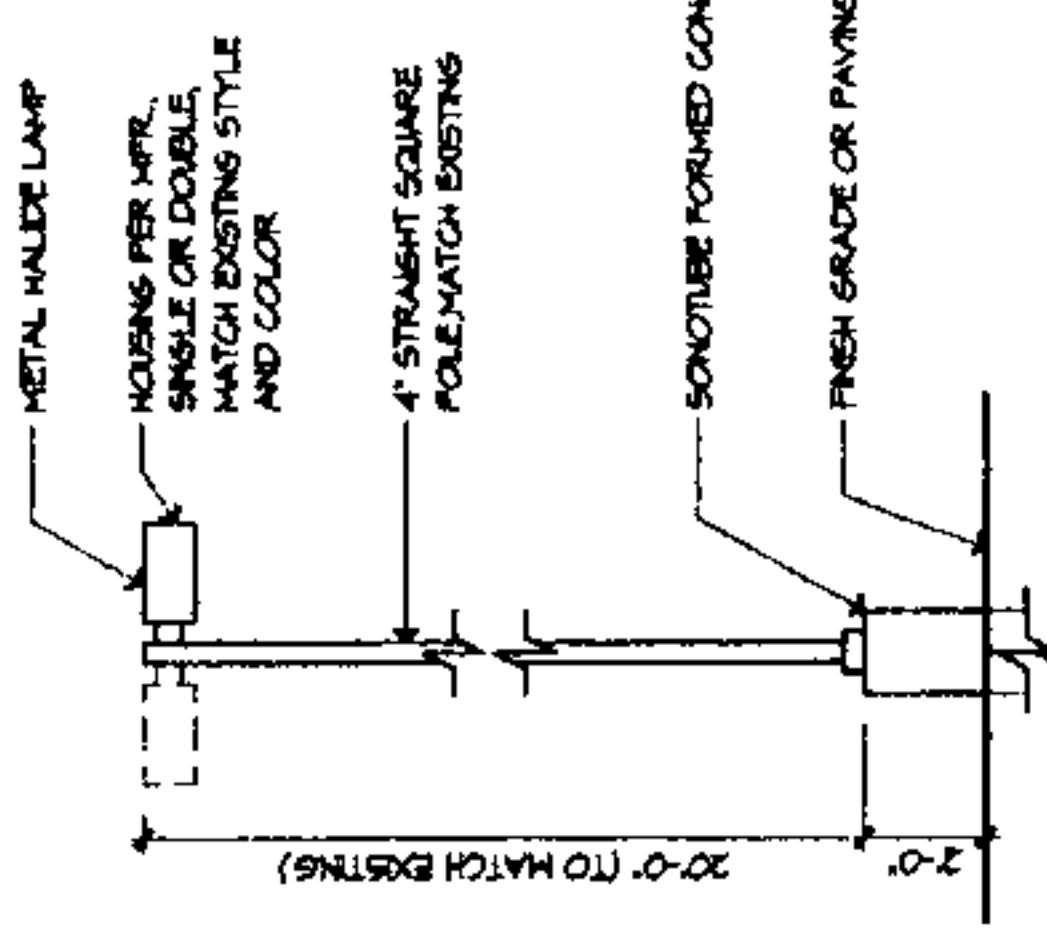 METAL HALIDE LAMP
HOUSING PER MFR.,
SINGLE OR DOUBLE,
MATCH EXISTING STYLE
AND COLOR
4" STRAIGHT SQUARE
POLE, MATCH EXISTING
SONOTUBE FORMED CON
FINISH GRADE OR PAVING
20'-0" (TO MATCH EXISTING)
2'-0"